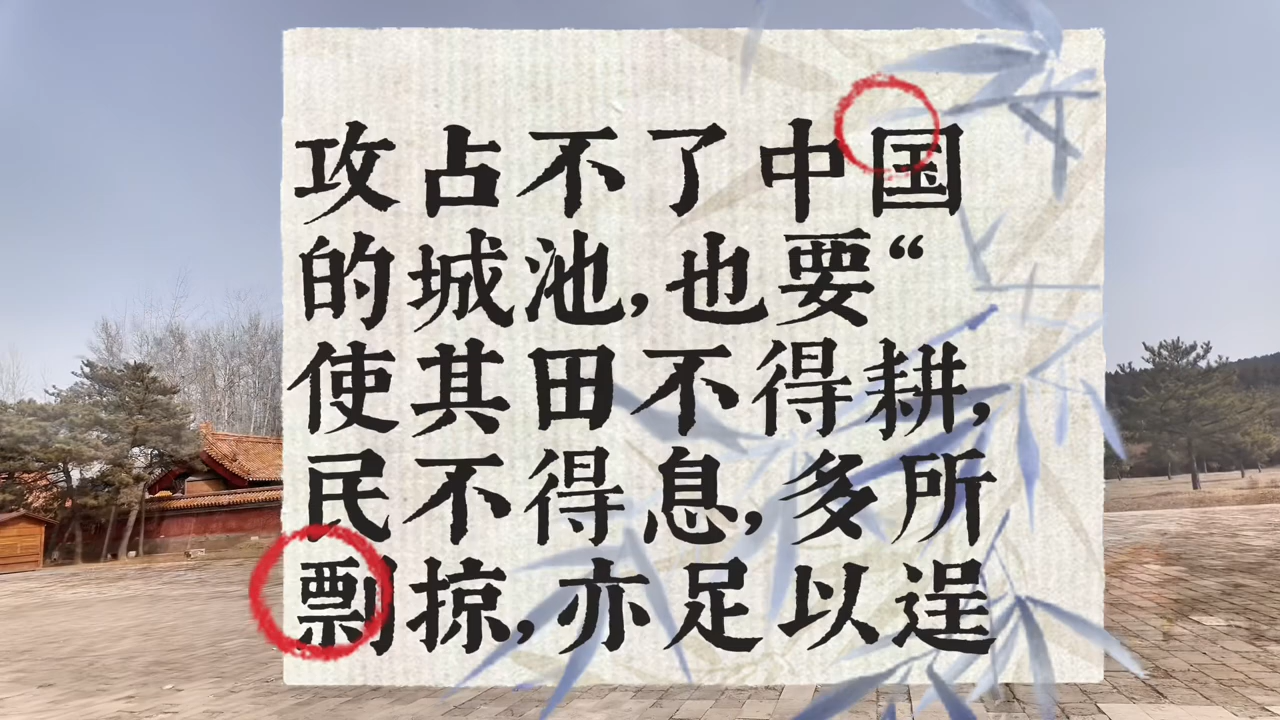 攻占不了中国
的城池,也要“
使其田不得耕,
民不得息,多所
剽掠,亦足以逞